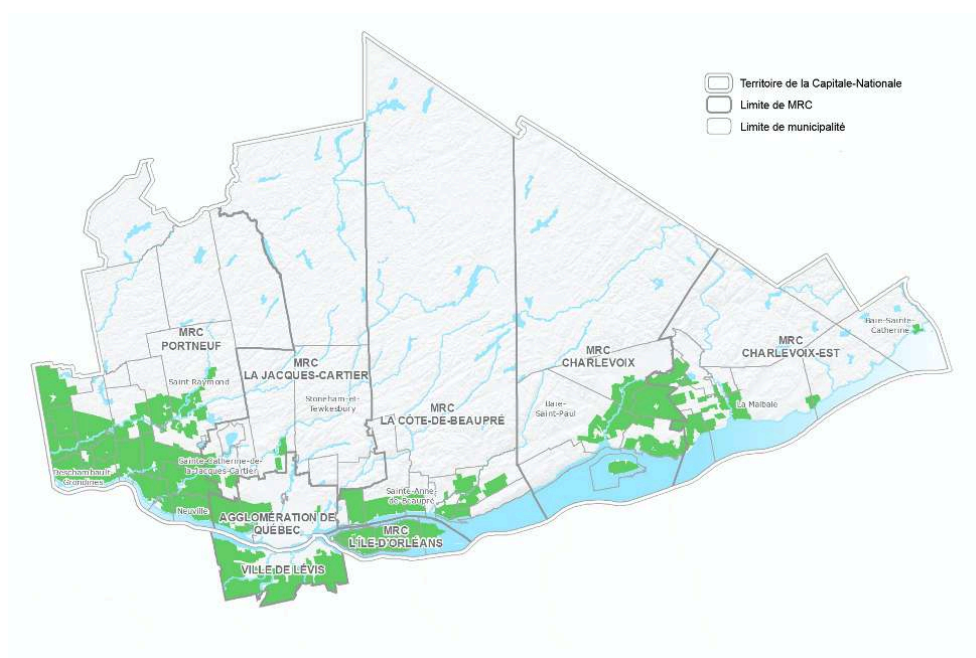 Territoire de la Capitale-Nationale
Limite de MRC
Limite de municipalité
Baie-Sainte-
Catherine
MRC
PORTNEUF
MRC
CHARLEVOIX-EST
MRC
CHARLEVOIX
MRC
LA JACQUES-CARTIER
Saint Raymond
Stoneham-et-
Tewkesbury
MRC
LA CÔTE-DE-BEAUPRÉ
Baie-
Saint-Paul
La Malbaie
Sainte-Catherine-de-
la-Jacques-Cartier
Deschambault-
Grondines
Sainte-Anne-
de-Beaupré
Neuville
AGGLOMÉRATION DE
QUÉBEC
MRC
L'ÎLE-D'ORLÉANS
VILLE DE LÉVIS